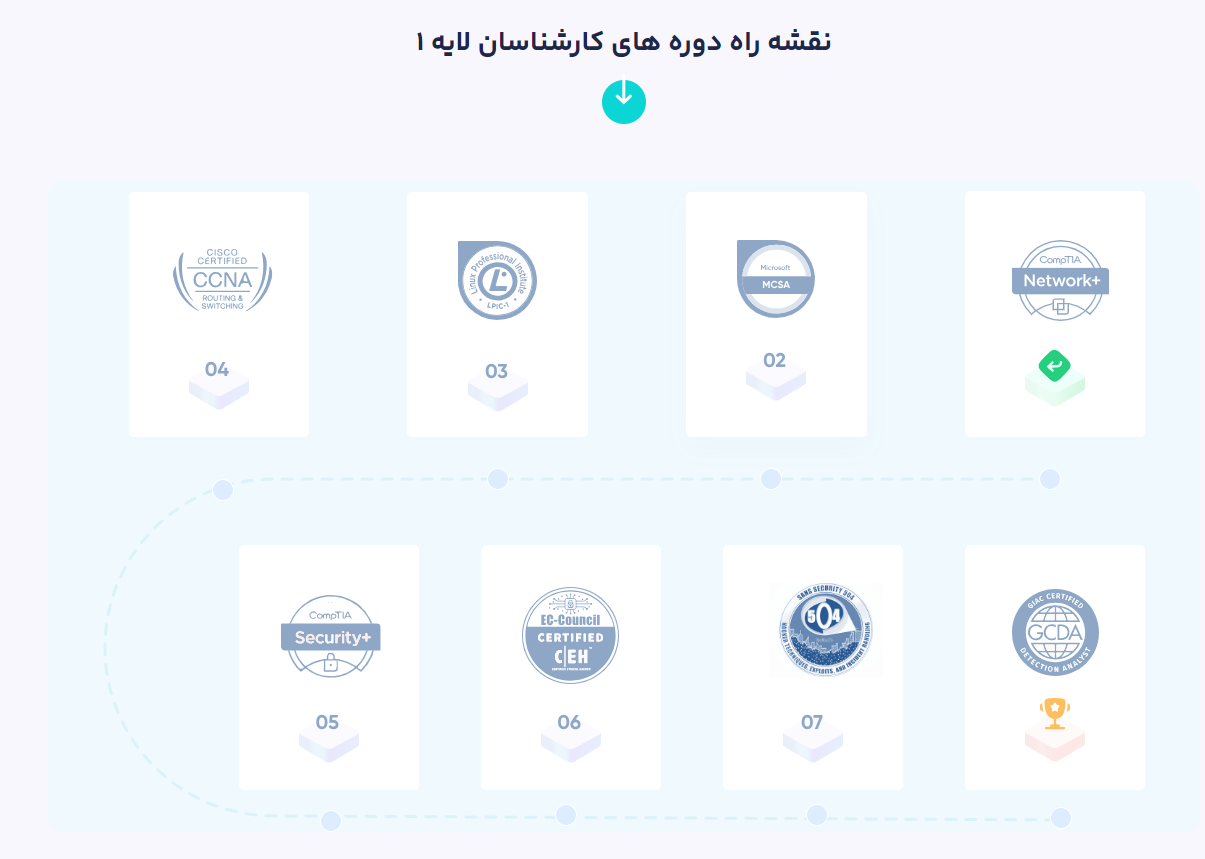 نقشه راه دوره های کارشناسان لایه ۱
CompTIA
Network+
Microsoft
MCSA
02
Linux Professional Institute
LPIC-1
03
CISCO
CERTIFIED
CCNA
ROUTING &
SWITCHING
04
CompTIA
Security+
05
EC-Council
CERTIFIED
C|EH
06
SANS SECURITY 504
504
HACKER TECHNIQUES, EXPLOITS, AND INCIDENT HANDLING
07
GIAC CERTIFIED
GCDA
DETECTION ANALYST